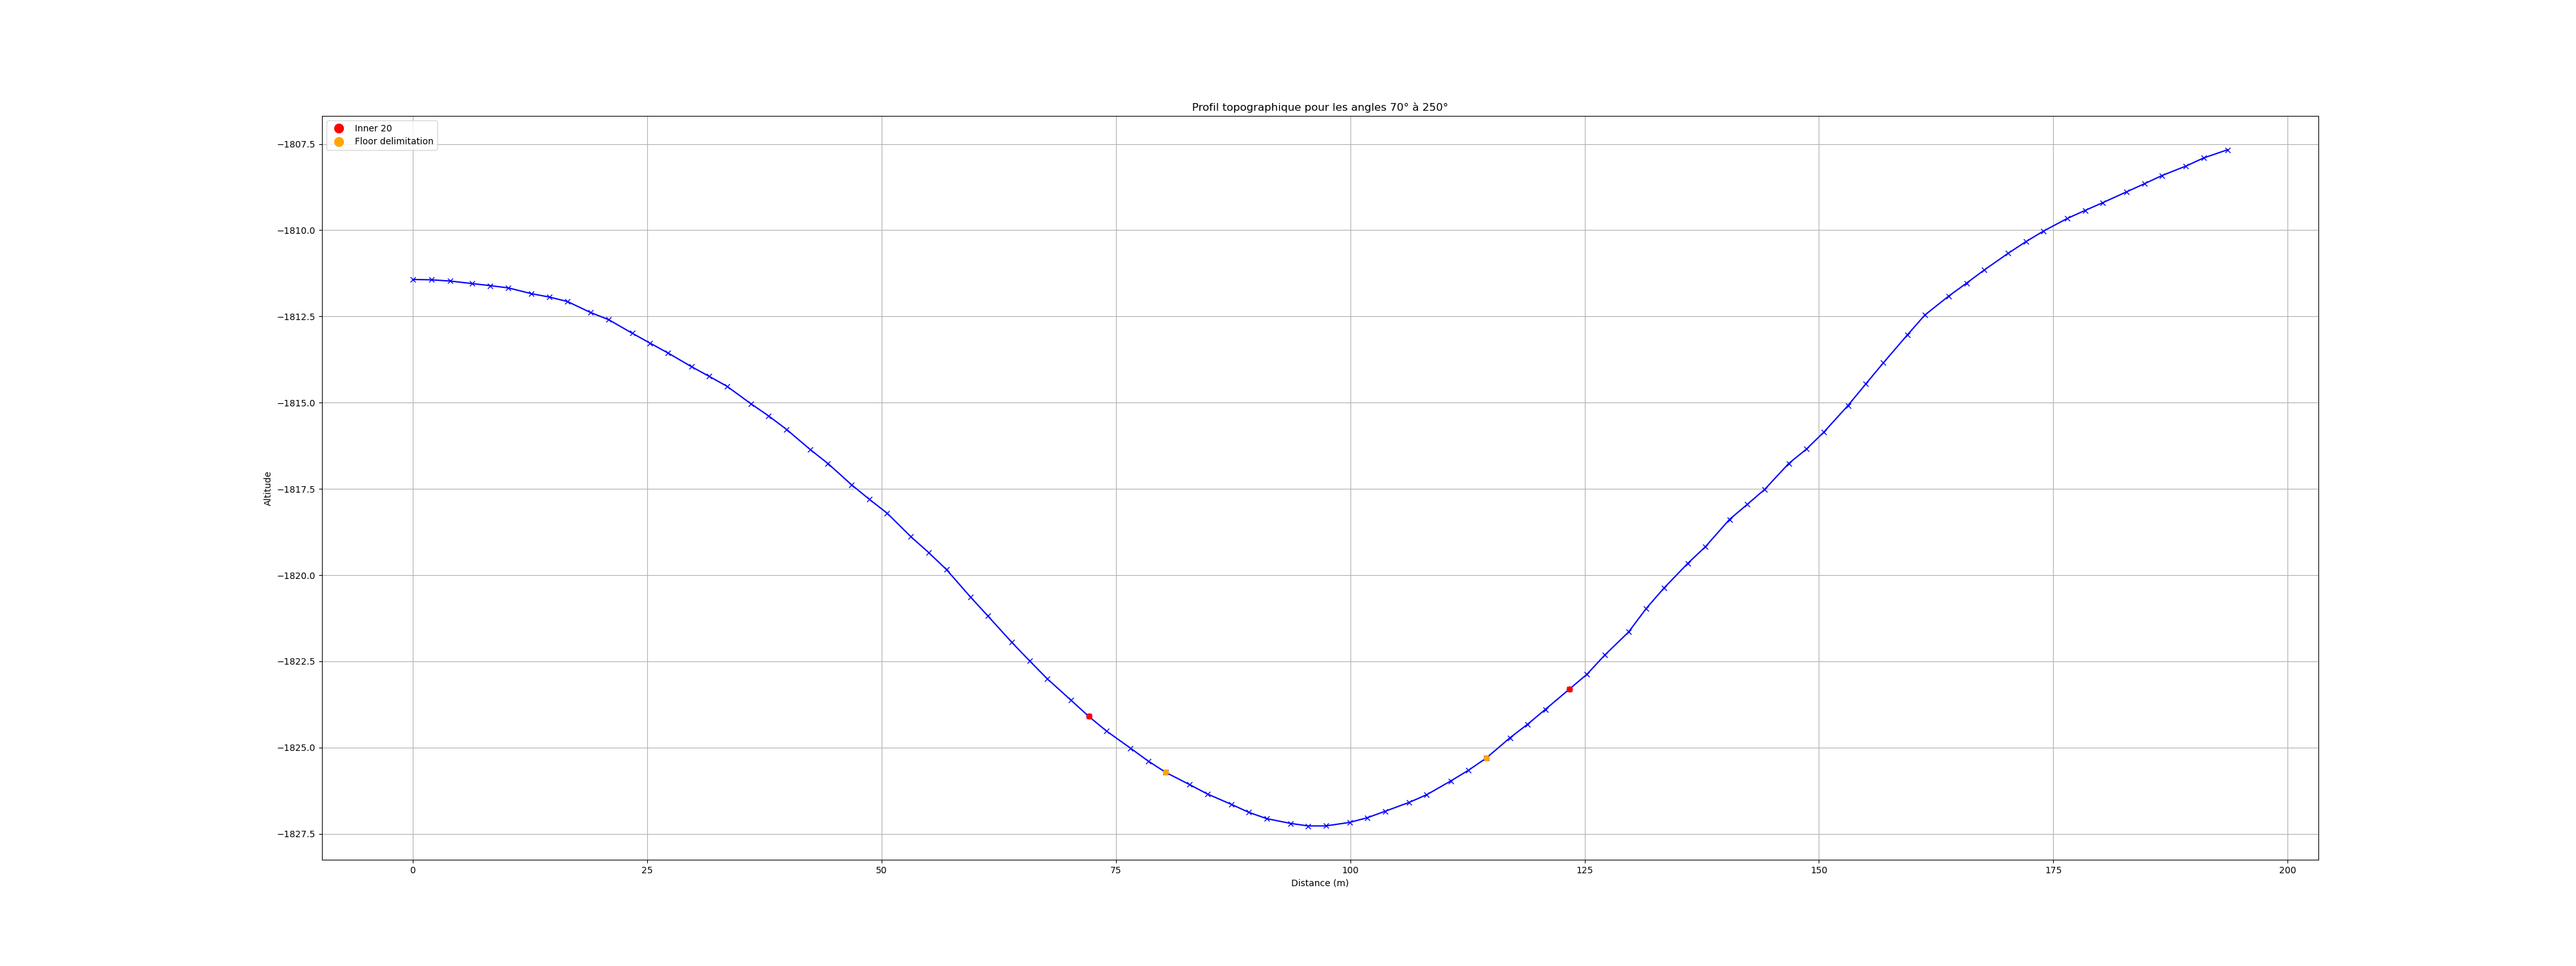 Profil topographique pour les angles 70° à 250°
Inner 20
Floor delimitation
−1807.5
−1810.0
−1812.5
−1815.0
−1817.5
−1820.0
−1822.5
−1825.0
−1827.5
Altitude
0 25 50 75 100 125 150 175 200
Distance (m)